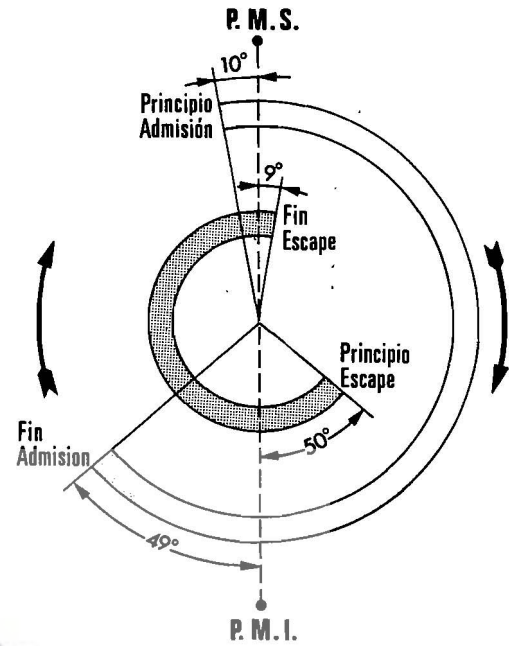 P. M. S.
10°
Principio
Admisión
9°
Fin
Escape
Principio
Escape
50°
Fin
Admision
49°
P. M. I.